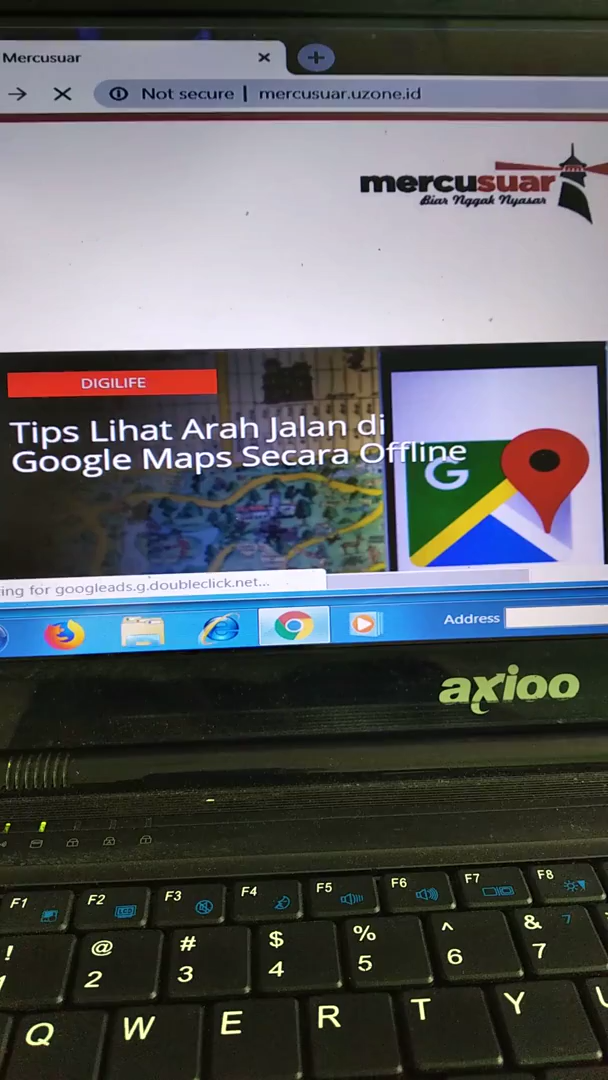 Mercusuar
Not secure | mercusuar.uzone.id
mercusuar
Biar Nggak Nyasar
DIGILIFE
Tips Lihat Arah Jalan di
Google Maps Secara Offline
G
ing for googleads.g.doubleclick.net...
Address
axioo
F1 F2 F3 F4 F5 F6 F7 F8
! @ # $ % ^ & 7
1 2 3 4 5 6 7
Q W E R T Y U